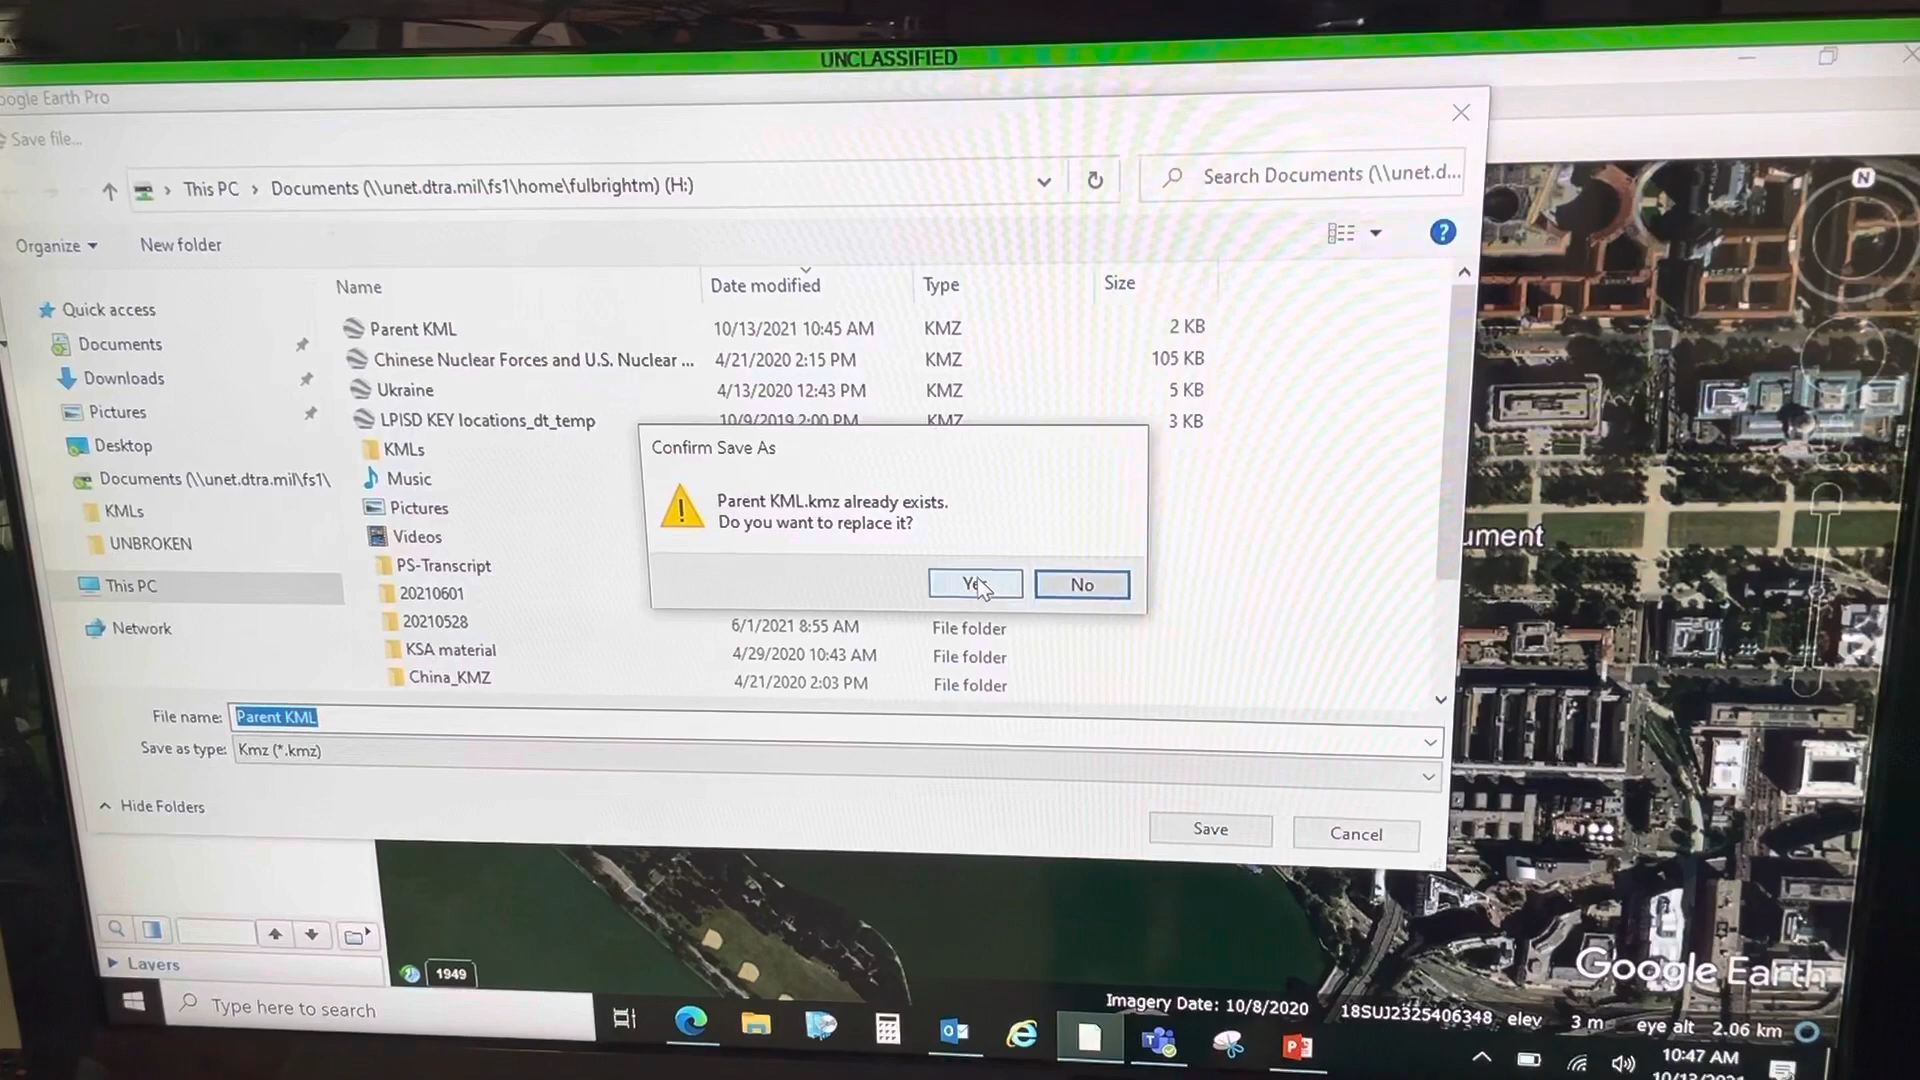 UNCLASSIFIED
oogle Earth Pro
Save file...
This PC > Documents (\\unet.dtra.mil\fs1\home\fulbrightm) (H:)
Search Documents (\\unet.d...
Organize
New folder
?
N
Name
Date modified
Type
Size
Quick access
Documents
Downloads
Pictures
Desktop
Documents (\\unet.dtra.mil\fs1\
KMLs
UNBROKEN
This PC
Network
Parent KML 10/13/2021 10:45 AM KMZ 2 KB
Chinese Nuclear Forces and U.S. Nuclear ... 4/21/2020 2:15 PM KMZ 105 KB
Ukraine 4/13/2020 12:43 PM KMZ 5 KB
LPISD KEY locations_dt_temp 10/9/2019 2:00 PM KMZ 3 KB
KMLs
Music
Pictures
Videos
PS-Transcript
20210601
20210528 6/1/2021 8:55 AM File folder
KSA material 4/29/2020 10:43 AM File folder
China_KMZ 4/21/2020 2:03 PM File folder
Confirm Save As
Parent KML.kmz already exists.
Do you want to replace it?
Yes
No
ument
File name: Parent KML
Save as type: Kmz (*.kmz)
Hide Folders
Save
Cancel
Layers
1949
Google Earth
Imagery Date: 10/8/2020 18SUJ2325406348 elev 3 m eye alt 2.06 km
Type here to search
10:47 AM